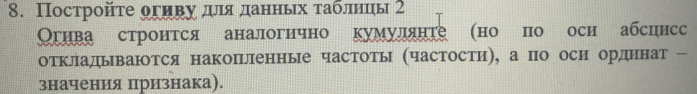 8. Постройте огиву для данных таблицы 2
Огива строится аналогично кумулянте (но по оси абсцисс
откладываются накопленные частоты (частости), а по оси ординат –
значения признака).